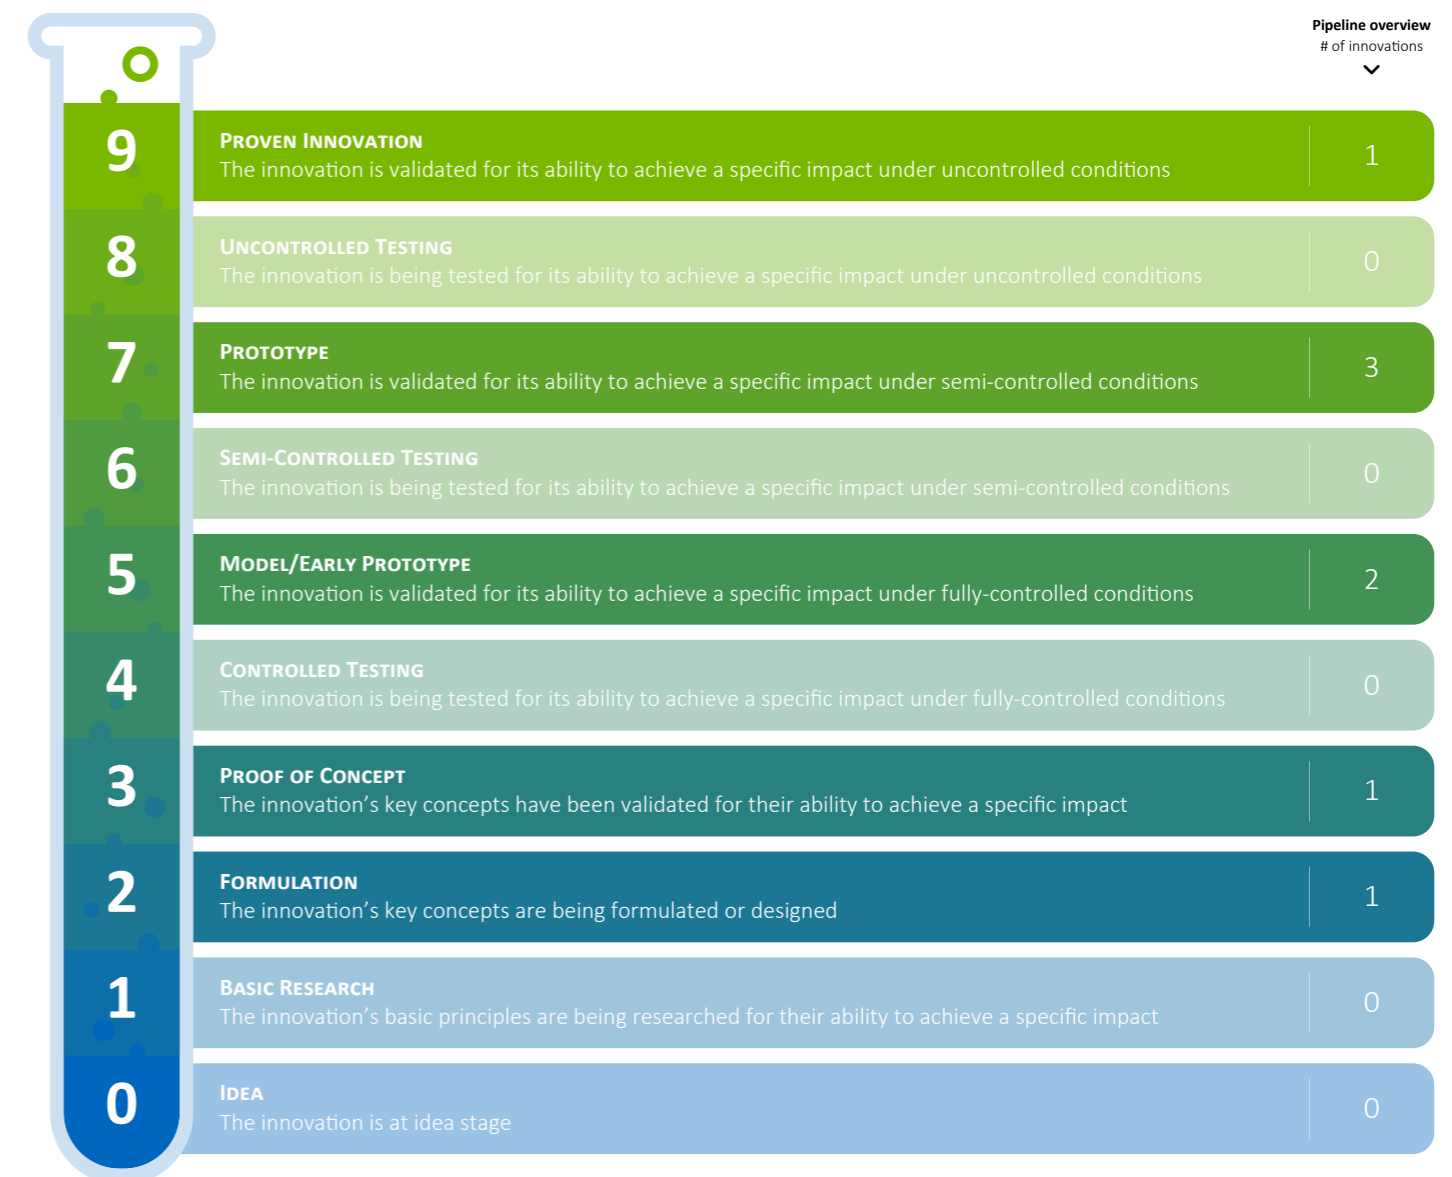 Pipeline overview
# of innovations
9
PROVEN INNOVATION
The innovation is validated for its ability to achieve a specific impact under uncontrolled conditions
1
8
UNCONTROLLED TESTING
The innovation is being tested for its ability to achieve a specific impact under uncontrolled conditions
0
7
PROTOTYPE
The innovation is validated for its ability to achieve a specific impact under semi-controlled conditions
3
6
SEMI-CONTROLLED TESTING
The innovation is being tested for its ability to achieve a specific impact under semi-controlled conditions
0
5
MODEL/EARLY PROTOTYPE
The innovation is validated for its ability to achieve a specific impact under fully-controlled conditions
2
4
CONTROLLED TESTING
The innovation is being tested for its ability to achieve a specific impact under fully-controlled conditions
0
3
PROOF OF CONCEPT
The innovation’s key concepts have been validated for their ability to achieve a specific impact
1
2
FORMULATION
The innovation’s key concepts are being formulated or designed
1
1
BASIC RESEARCH
The innovation’s basic principles are being researched for their ability to achieve a specific impact
0
0
IDEA
The innovation is at idea stage
0